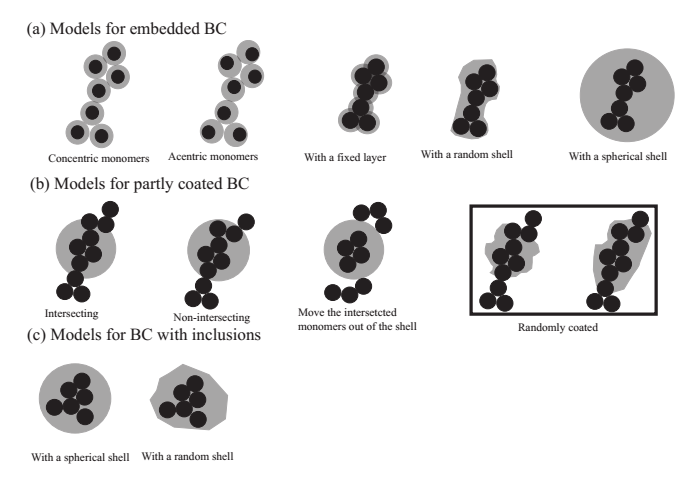 (a) Models for embedded BC
Concentric monomers
Acentric monomers
With a fixed layer
With a random shell
With a spherical shell
(b) Models for partly coated BC
Intersecting
Non-intersecting
Move the intersetcted
monomers out of the shell
Randomly coated
(c) Models for BC with inclusions
With a spherical shell
With a random shell